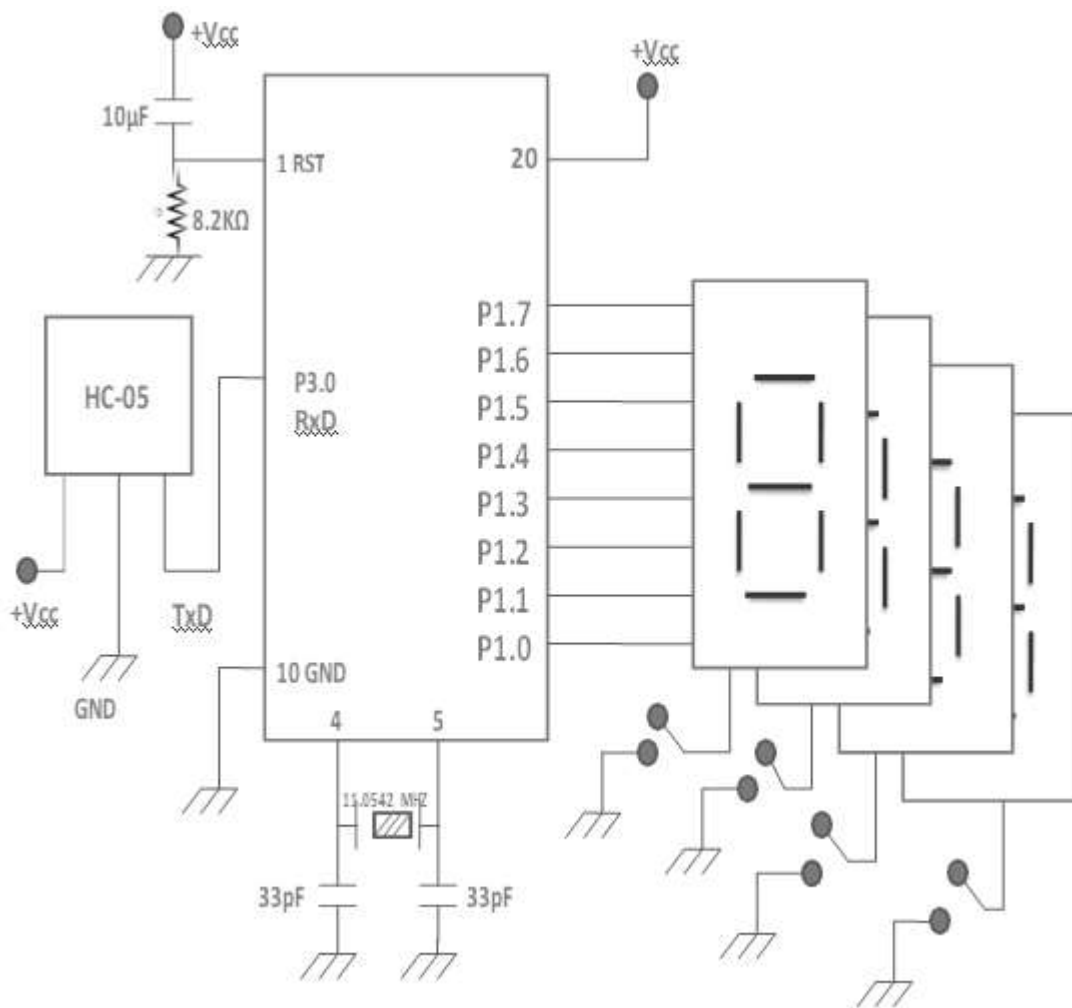 +Vcc
+Vcc
10µF
1 RST
20
8.2KΩ
P1.7
P1.6
P1.5
P1.4
P1.3
P1.2
P1.1
P1.0
HC-05
P3.0
RxD
+Vcc
TxD
GND
10 GND
4
5
11.0542 MHZ
33pF
33pF